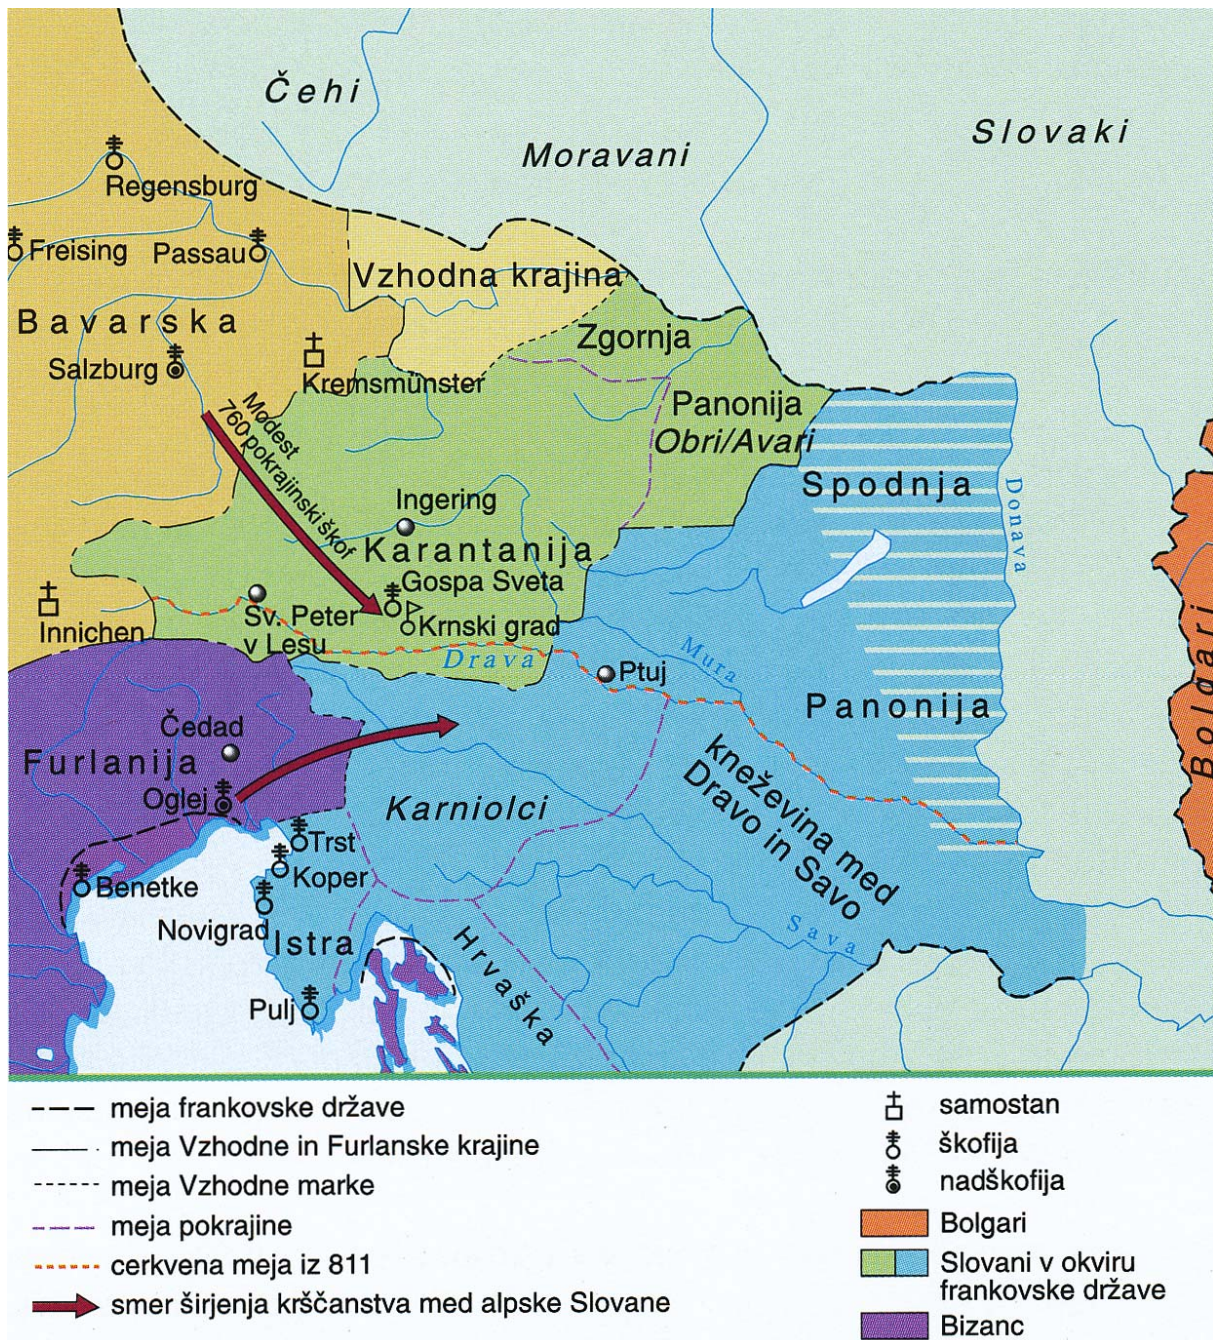 Čehi
Moravani
Slovaki
Regensburg
Freising
Passau
Vzhodna krajina
Bavarska
Zgornja
Salzburg
Kremsmünster
Panonija
Obri/Avari
Modest
760-pokrajinski škof
Spodnja
Donava
Ingering
Karantanija
Gospa Sveta
Krnski grad
Innichen
Sv. Peter
v Lesu
Drava
Mura
Ptuj
Panonija
Bolgari
Čedad
Furlanija
Oglej
Karniolci
kneževina med
Dravo in Savo
Trst
Koper
Benetke
Novigrad
Istra
Sava
Hrvaška
Pulj
meja frankovske države
meja Vzhodne in Furlanske krajine
meja Vzhodne marke
meja pokrajine
cerkvena meja iz 811
smer širjenja krščanstva med alpske Slovane
samostan
škofija
nadškofija
Bolgari
Slovani v okviru
frankovske države
Bizanc